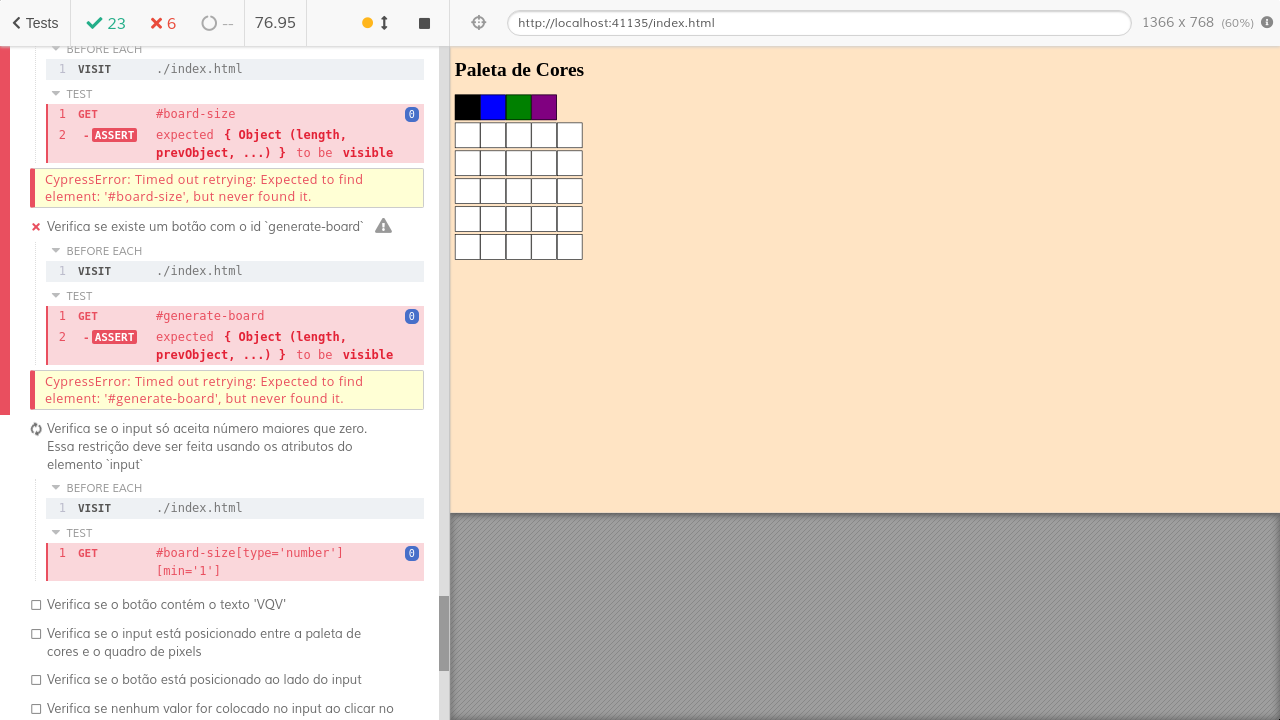 Tests
23
6
--
76.95
http://localhost:41135/index.html
1366 x 768 (60%)
BEFORE EACH
1 VISIT ./index.html
TEST
1 GET #board-size 0
2 -ASSERT expected { Object (length,
prevObject, ...) } to be visible
CypressError: Timed out retrying: Expected to find
element: '#board-size', but never found it.
Verifica se existe um botão com o id `generate-board`
BEFORE EACH
1 VISIT ./index.html
TEST
1 GET #generate-board 0
2 -ASSERT expected { Object (length,
prevObject, ...) } to be visible
CypressError: Timed out retrying: Expected to find
element: '#generate-board', but never found it.
Verifica se o input só aceita número maiores que zero.
Essa restrição deve ser feita usando os atributos do
elemento `input`
BEFORE EACH
1 VISIT ./index.html
TEST
1 GET #board-size[type='number'] 0
[min='1']
Verifica se o botão contém o texto 'VQV'
Verifica se o input está posicionado entre a paleta de
cores e o quadro de pixels
Verifica se o botão está posicionado ao lado do input
Verifica se nenhum valor for colocado no input ao clicar no
Paleta de Cores